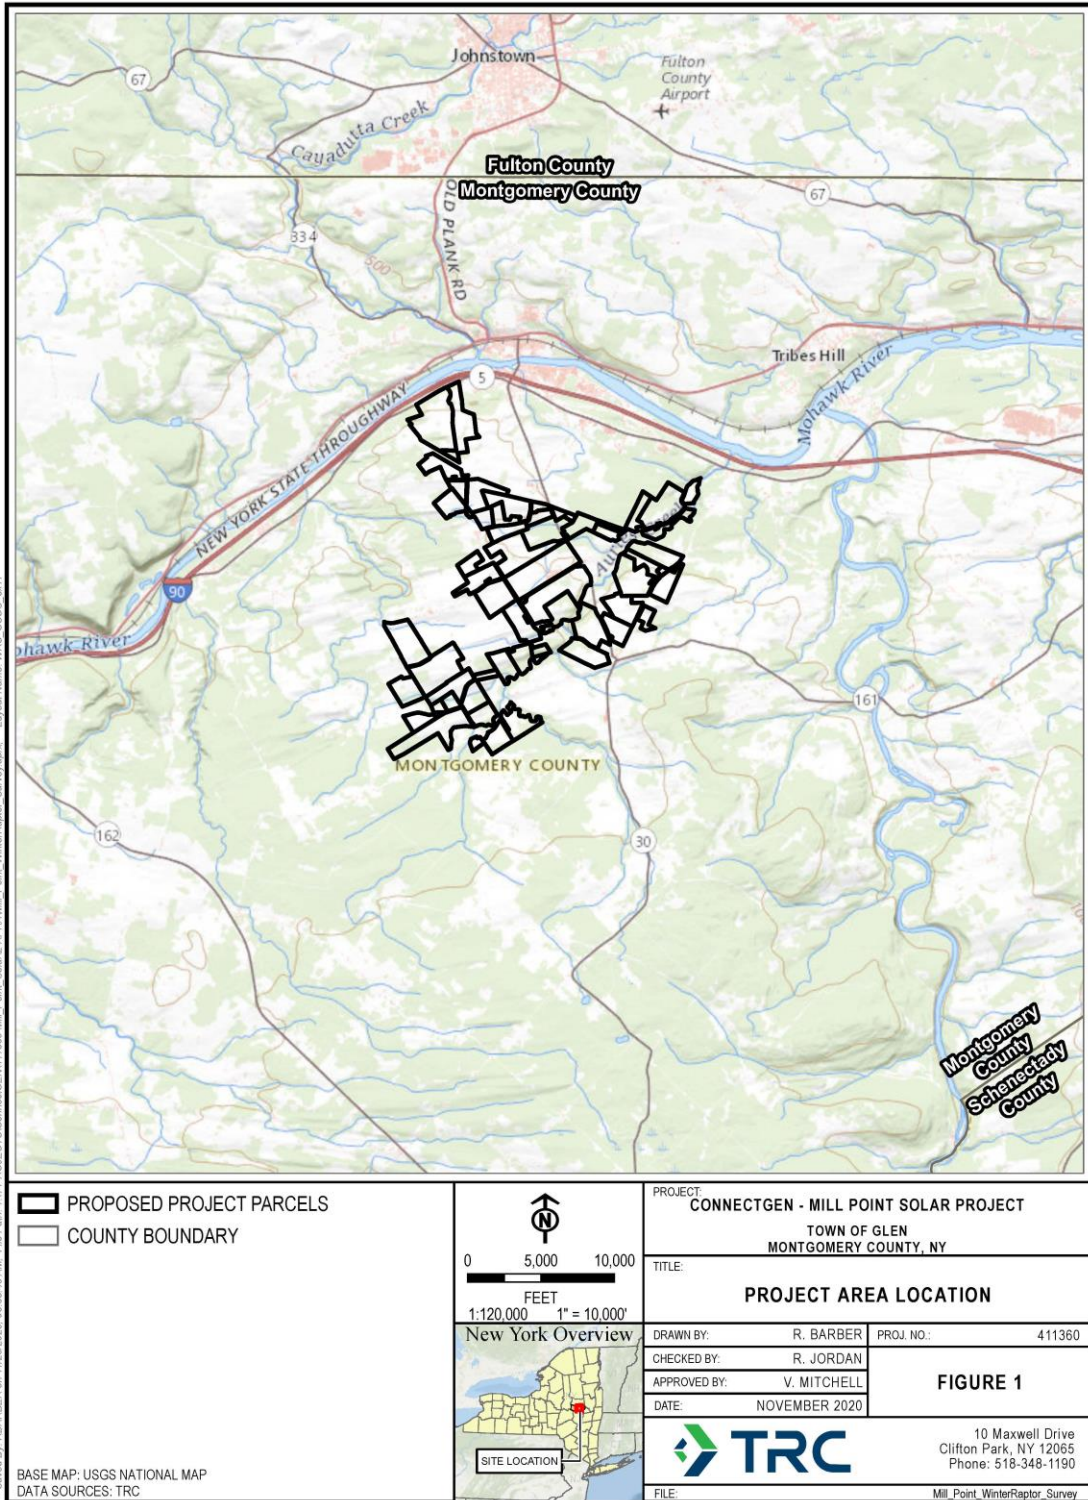 Johnstown
Fulton
County
Airport
67
Cayadutta Creek
Fulton County
Montgomery County
67
OLD PLANK RD
334
500
Tribes Hill
Mohawk River
5
NEW YORK STATE THROUGHWAY
90
ohawk River
161
MONTGOMERY COUNTY
162
30
Montgomery
County
Schenectady
County
PROPOSED PROJECT PARCELS
COUNTY BOUNDARY
N
0 5,000 10,000
FEET
1:120,000 1" = 10,000'
New York Overview
SITE LOCATION
BASE MAP: USGS NATIONAL MAP
DATA SOURCES: TRC
PROJECT:
CONNECTGEN - MILL POINT SOLAR PROJECT
TOWN OF GLEN
MONTGOMERY COUNTY, NY
TITLE:
PROJECT AREA LOCATION
DRAWN BY: R. BARBER
PROJ. NO.: 411360
CHECKED BY: R. JORDAN
APPROVED BY: V. MITCHELL
DATE: NOVEMBER 2020
FIGURE 1
TRC
10 Maxwell Drive
Clifton Park, NY 12065
Phone: 518-348-1190
FILE: Mill_Point_WinterRaptor_Survey